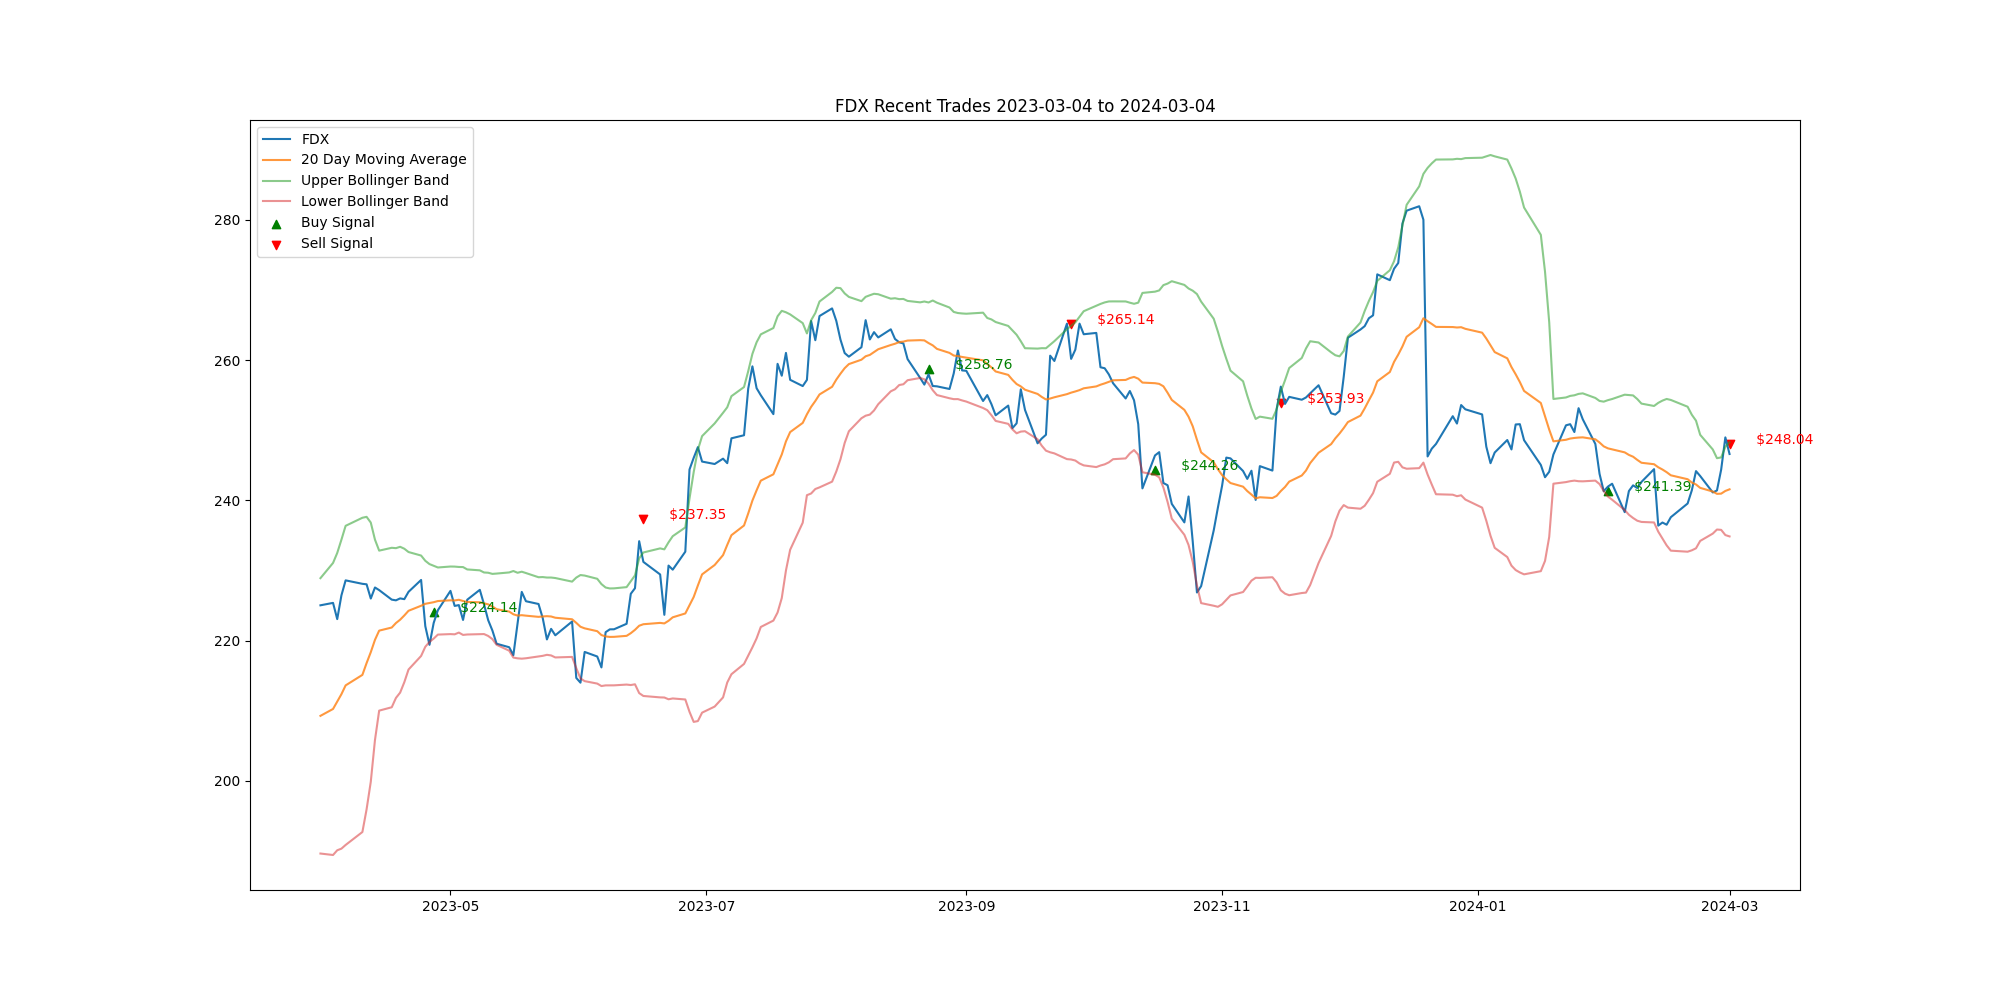 FDX Recent Trades 2023-03-04 to 2024-03-04
FDX
20 Day Moving Average
Upper Bollinger Band
Lower Bollinger Band
Buy Signal
Sell Signal
280
260
240
220
200
$224.14
$237.35
$258.76
$265.14
$244.26
$253.93
$241.39
$248.04
2023-05
2023-07
2023-09
2023-11
2024-01
2024-03